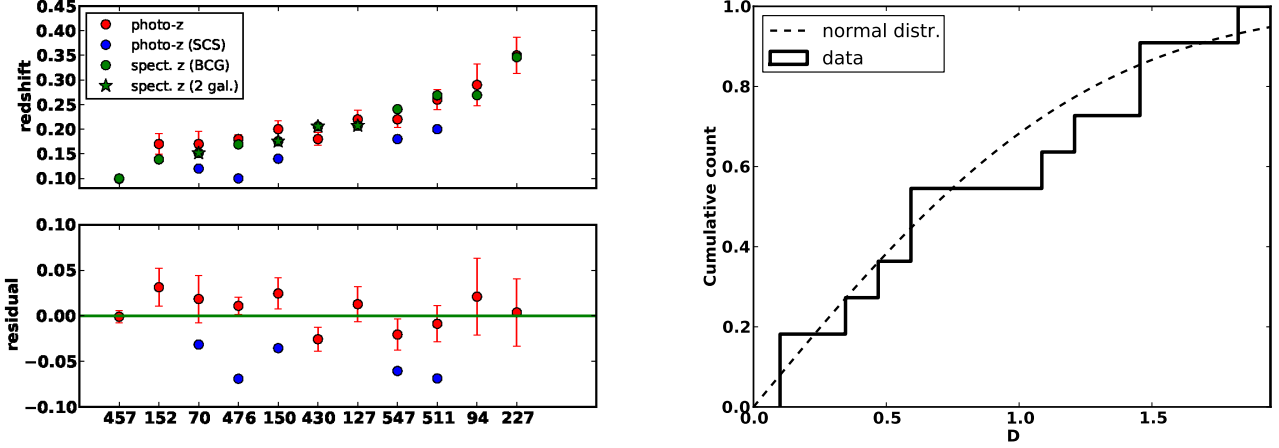 0.45
0.40
0.35
0.30
0.25
0.20
0.15
0.10
redshift
photo-z
photo-z (SCS)
spect. z (BCG)
spect. z (2 gal.)
0.10
0.05
0.00
−0.05
−0.10
residual
457 152 70 476 150 430 127 547 511 94 227
1.0
0.8
0.6
0.4
0.2
0.0
Cumulative count
normal distr.
data
0.0 0.5 1.0 1.5
D